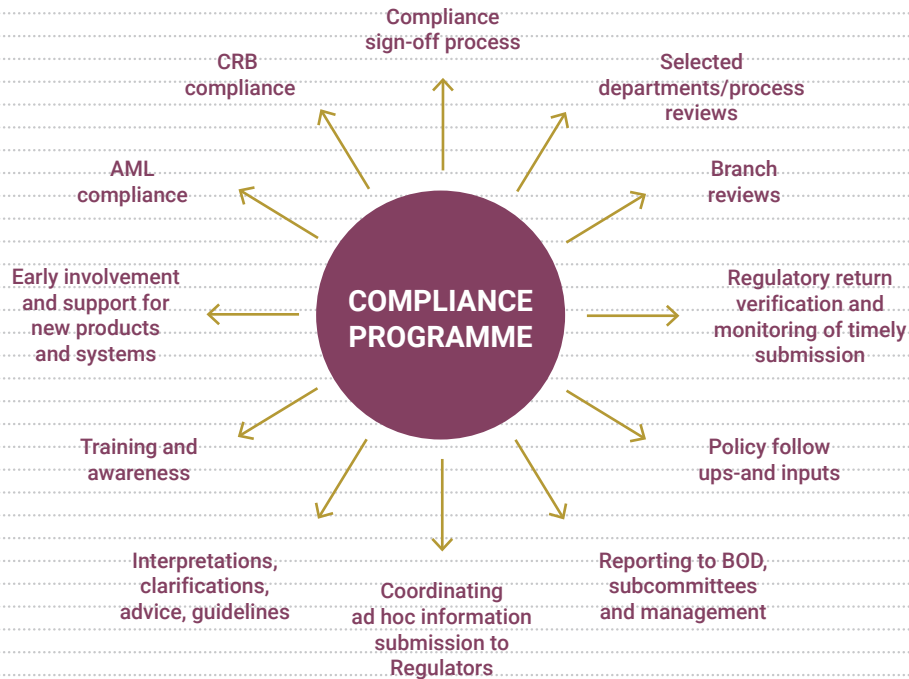 Compliance
sign-off process
CRB
compliance
Selected
departments/process
reviews
AML
compliance
Branch
reviews
Early involvement
and support for
new products
and systems
COMPLIANCE
PROGRAMME
Regulatory return
verification and
monitoring of timely
submission
Training and
awareness
Policy follow
ups-and inputs
Interpretations,
clarifications,
advice, guidelines
Coordinating
ad hoc information
submission to
Regulators
Reporting to BOD,
subcommittees
and management